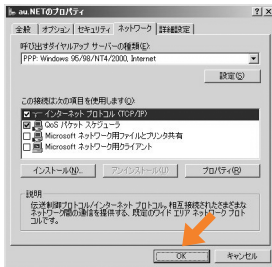 au.NETのプロパティ
全般 オプション セキュリティ ネットワーク 詳細設定
呼び出すダイヤルアップ サーバーの種類(E):
PPP: Windows 95/98/NT4/2000, Internet
設定(S)
この接続は次の項目を使用します(O):
インターネット プロトコル (TCP/IP)
QoS パケット スケジューラ
Microsoft ネットワーク用ファイルとプリンタ共有
Microsoft ネットワーク用クライアント
インストール(N)... アンインストール(U) プロパティ(R)
説明
伝送制御プロトコル/インターネット プロトコル。相互接続されたさまざまな
ネットワーク間の通信を提供する、既定のワイド エリア ネットワーク プロト
コルです。
OK キャンセル